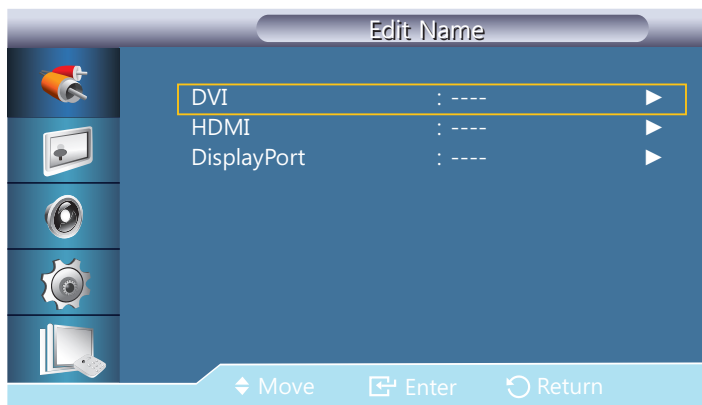 Edit Name
DVI : ---- ►
HDMI : ---- ►
DisplayPort : ---- ►
Move Enter Return